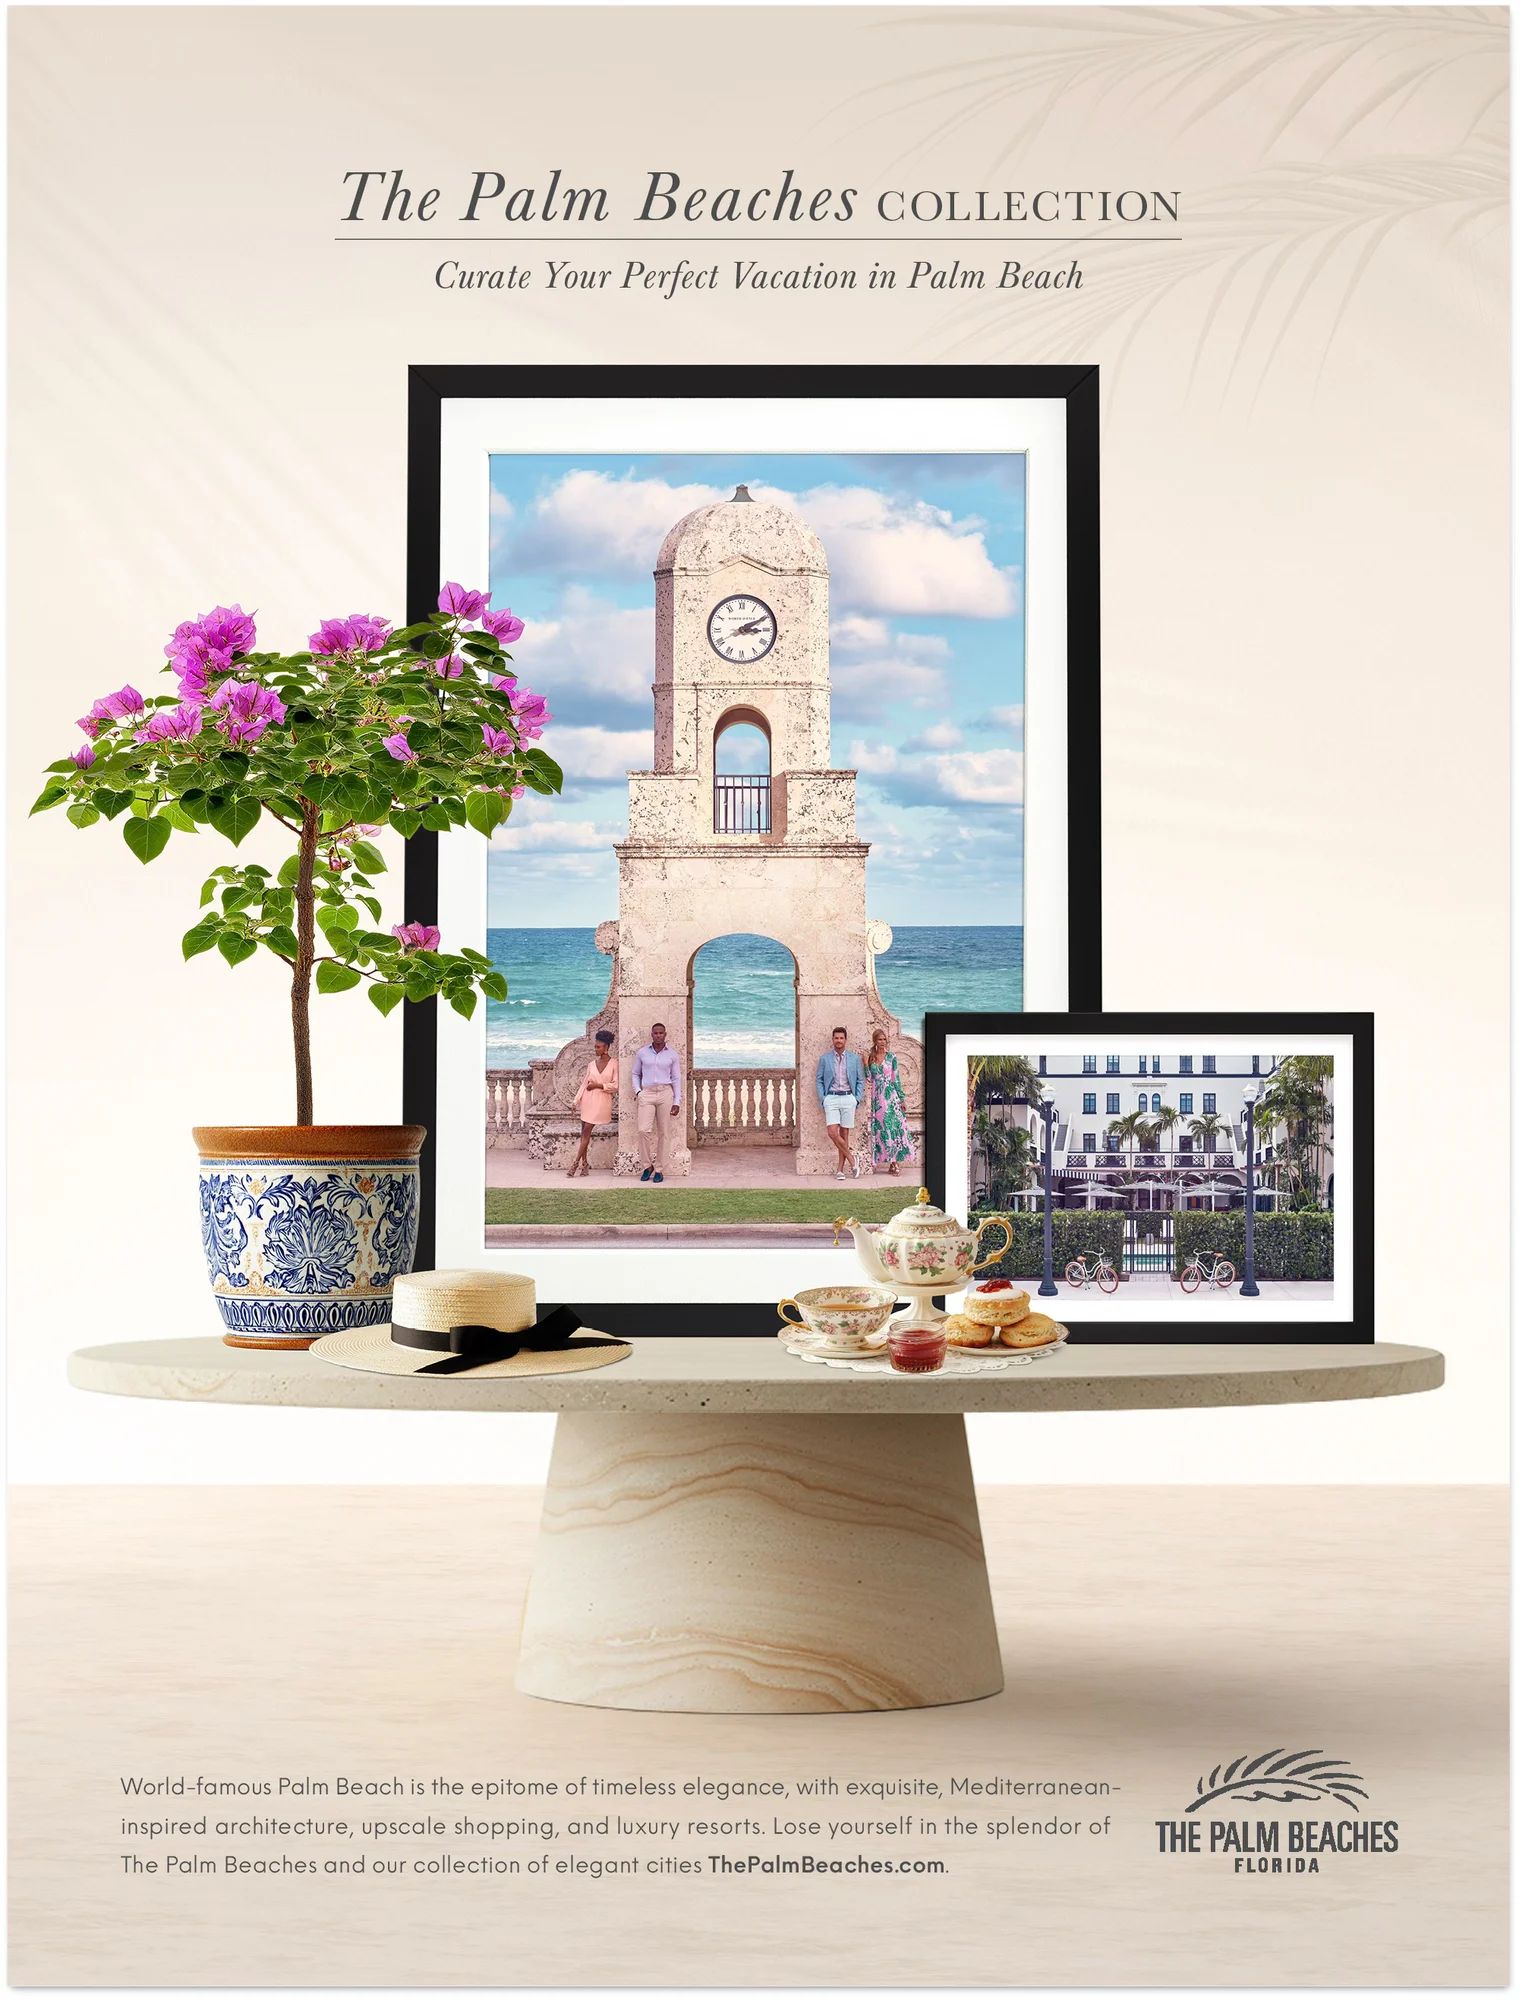 The Palm Beaches COLLECTION
Curate Your Perfect Vacation in Palm Beach
World-famous Palm Beach is the epitome of timeless elegance, with exquisite, Mediterranean-
inspired architecture, upscale shopping, and luxury resorts. Lose yourself in the splendor of
The Palm Beaches and our collection of elegant cities ThePalmBeaches.com.
THE PALM BEACHES
FLORIDA